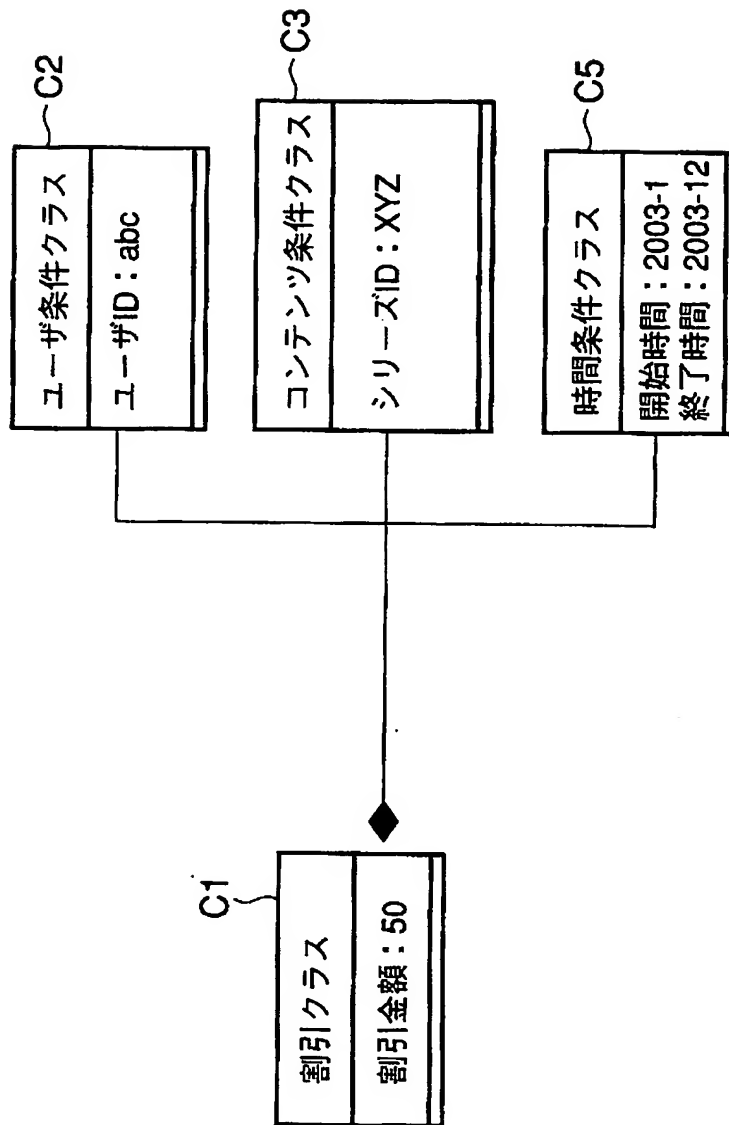 C1
割引クラス
割引金額：50
C2
ユーザ条件クラス
ユーザID：abc
C3
コンテンツ条件クラス
シリーズID：XYZ
C5
時間条件クラス
開始時間：2003-1
終了時間：2003-12